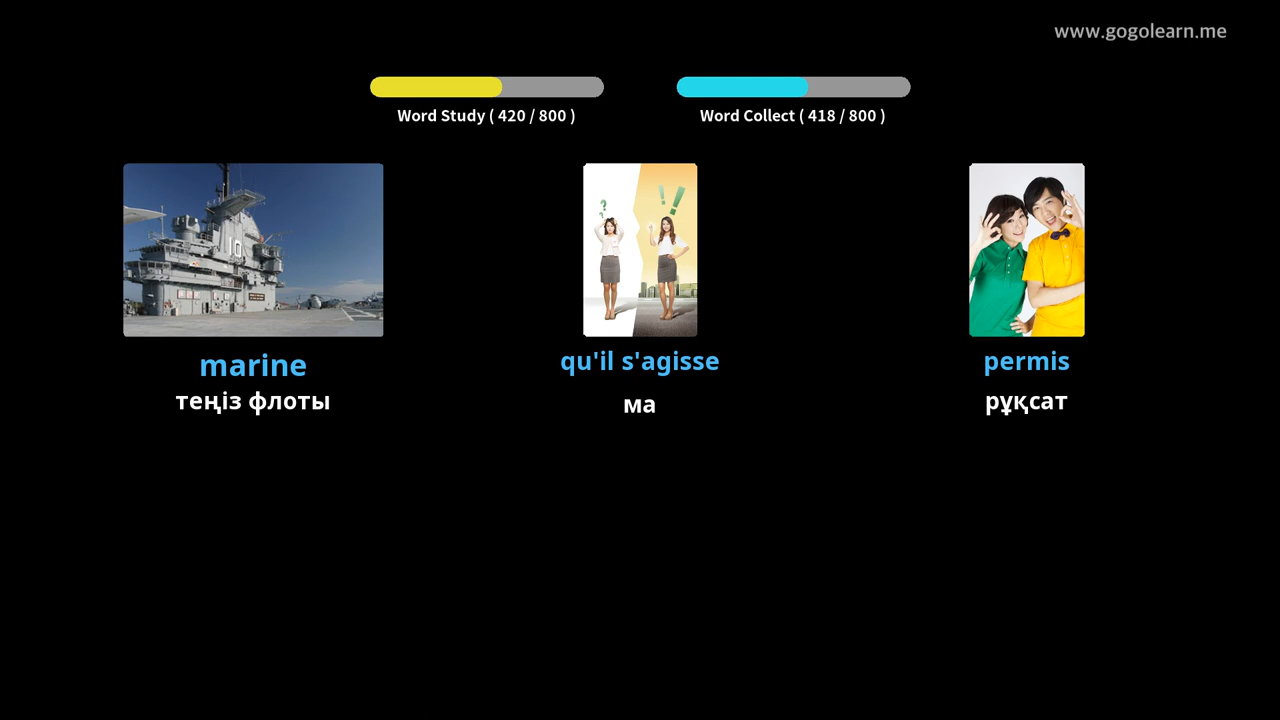 www.gogolearn.me
Word Study ( 420 / 800 )
Word Collect ( 418 / 800 )
10
marine
теңіз флоты
qu'il s'agisse
ма
permis
рұқсат